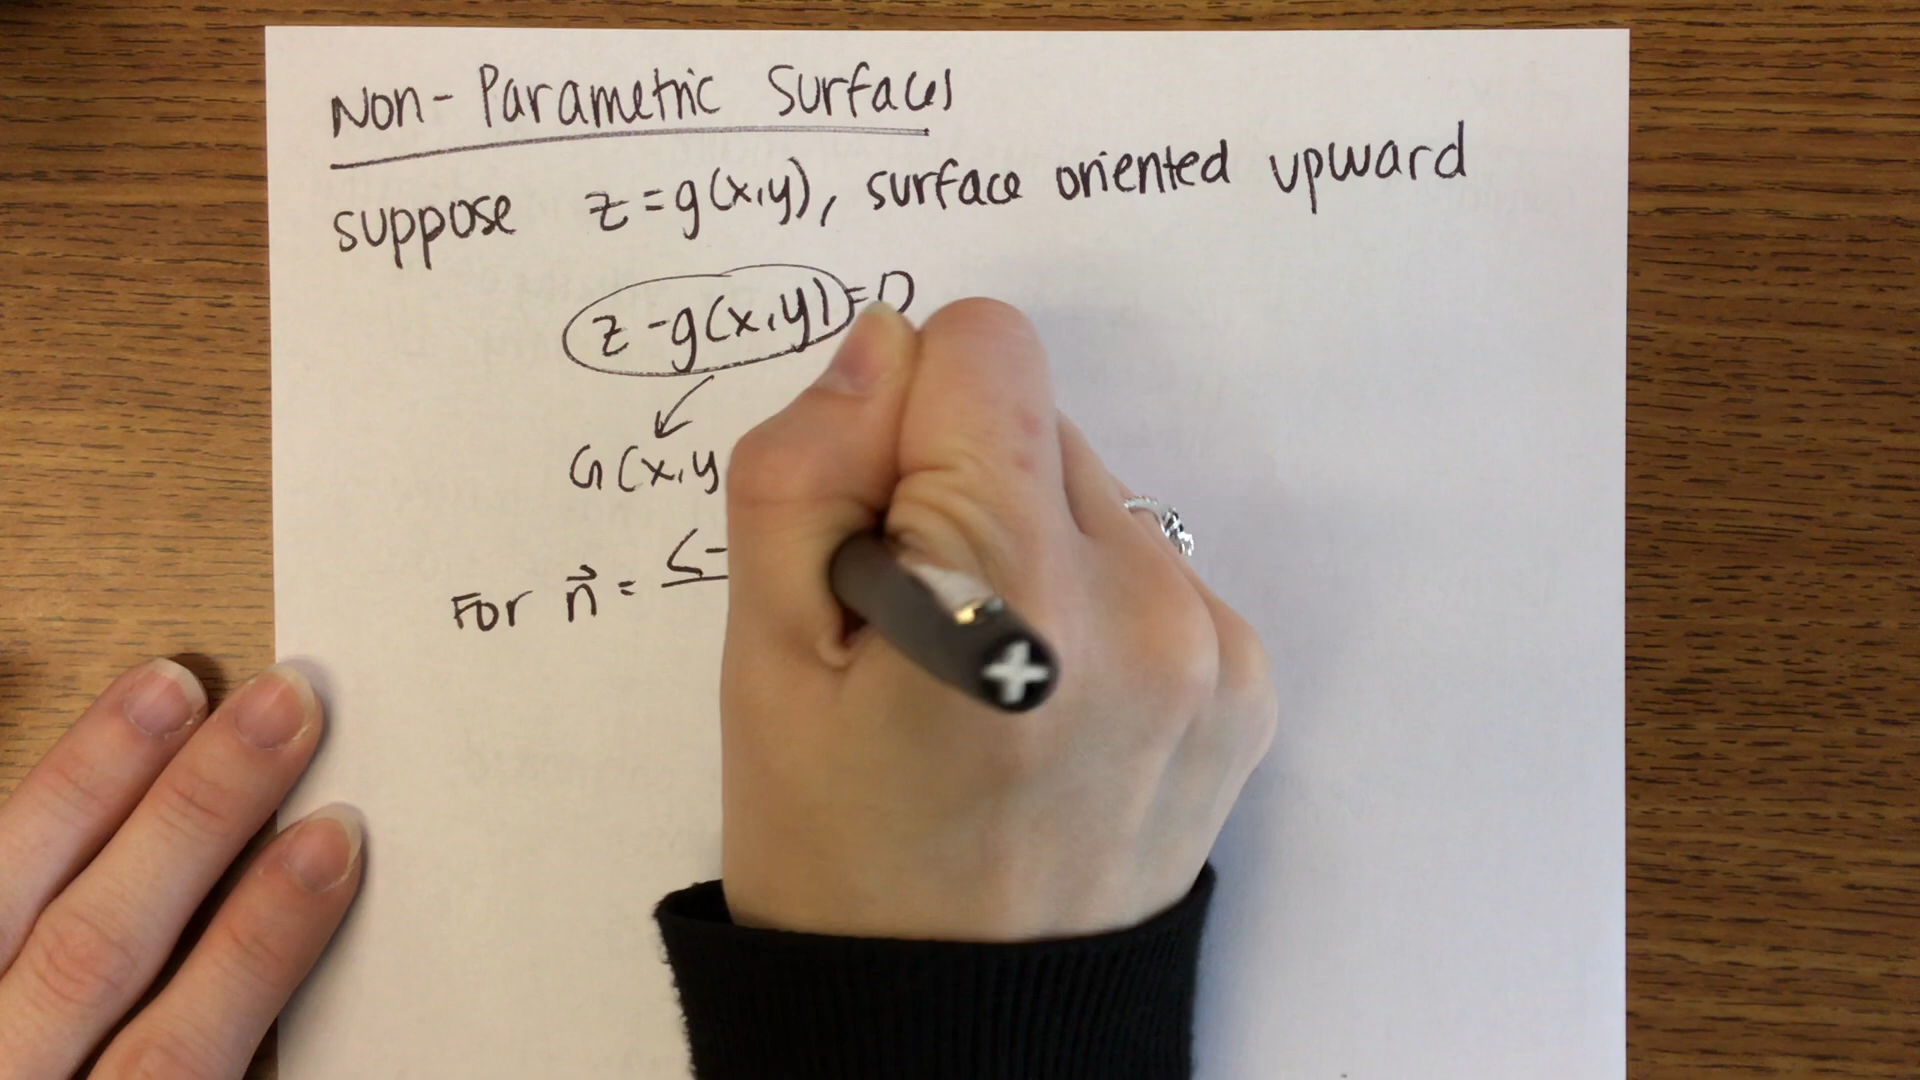 Non-Parametric Surfaces
suppose z = g(x,y), surface oriented upward
z - g(x,y) = 0
G(x,y
For n⃗ = <-